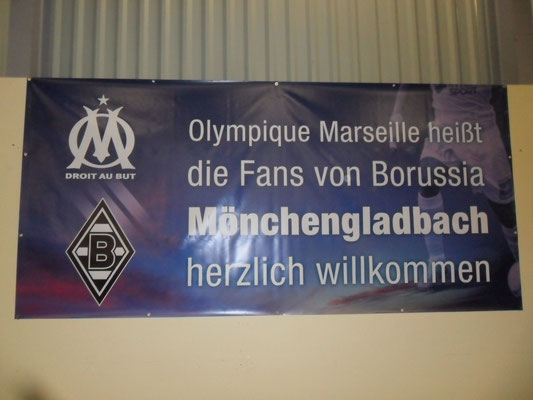 Olympique Marseille heißt
die Fans von Borussia
Mönchengladbach
herzlich willkommen
DROIT AU BUT
B